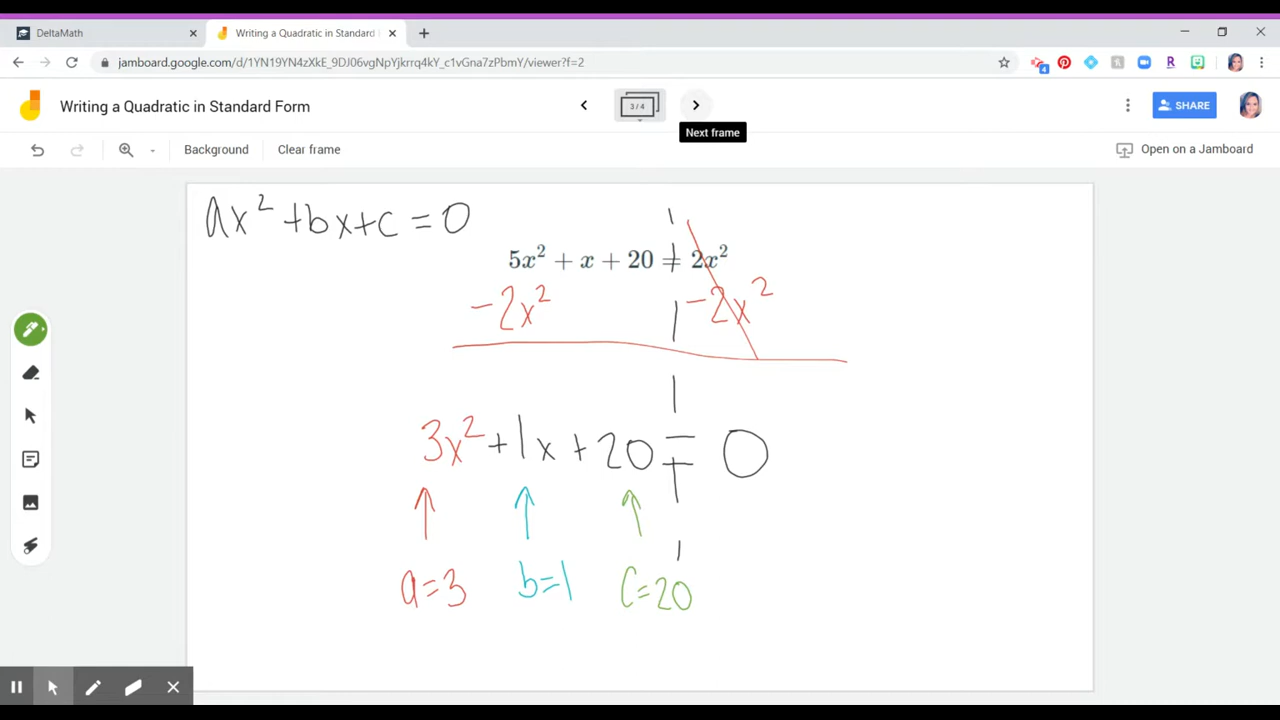 DeltaMath
Writing a Quadratic in Standard
jamboard.google.com/d/1YN19YN4zXkE_9DJ06vgNpYjkrrq4kKY_c1vGna7zPbmY/viewer?f=2
4
R
Writing a Quadratic in Standard Form
3 / 4
SHARE
Next frame
Background
Clear frame
Open on a Jamboard
ax² + bx + c = 0
5x² + x + 20 = 2x²
-2x² -2x²
3x² + 1x + 20 = 0
a=3 b=1 c=20